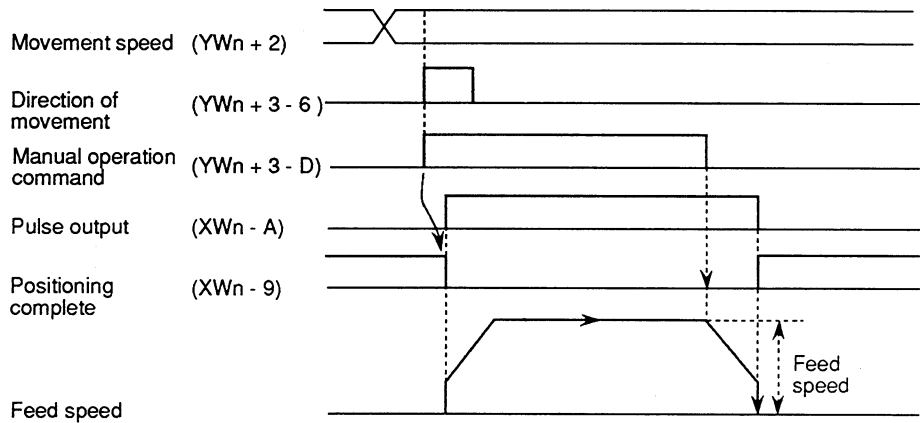 Movement speed (YWn + 2)
Direction of movement (YWn + 3 - 6)
Manual operation command (YWn + 3 - D)
Pulse output (XWn - A)
Positioning complete (XWn - 9)
Feed speed
Feed speed